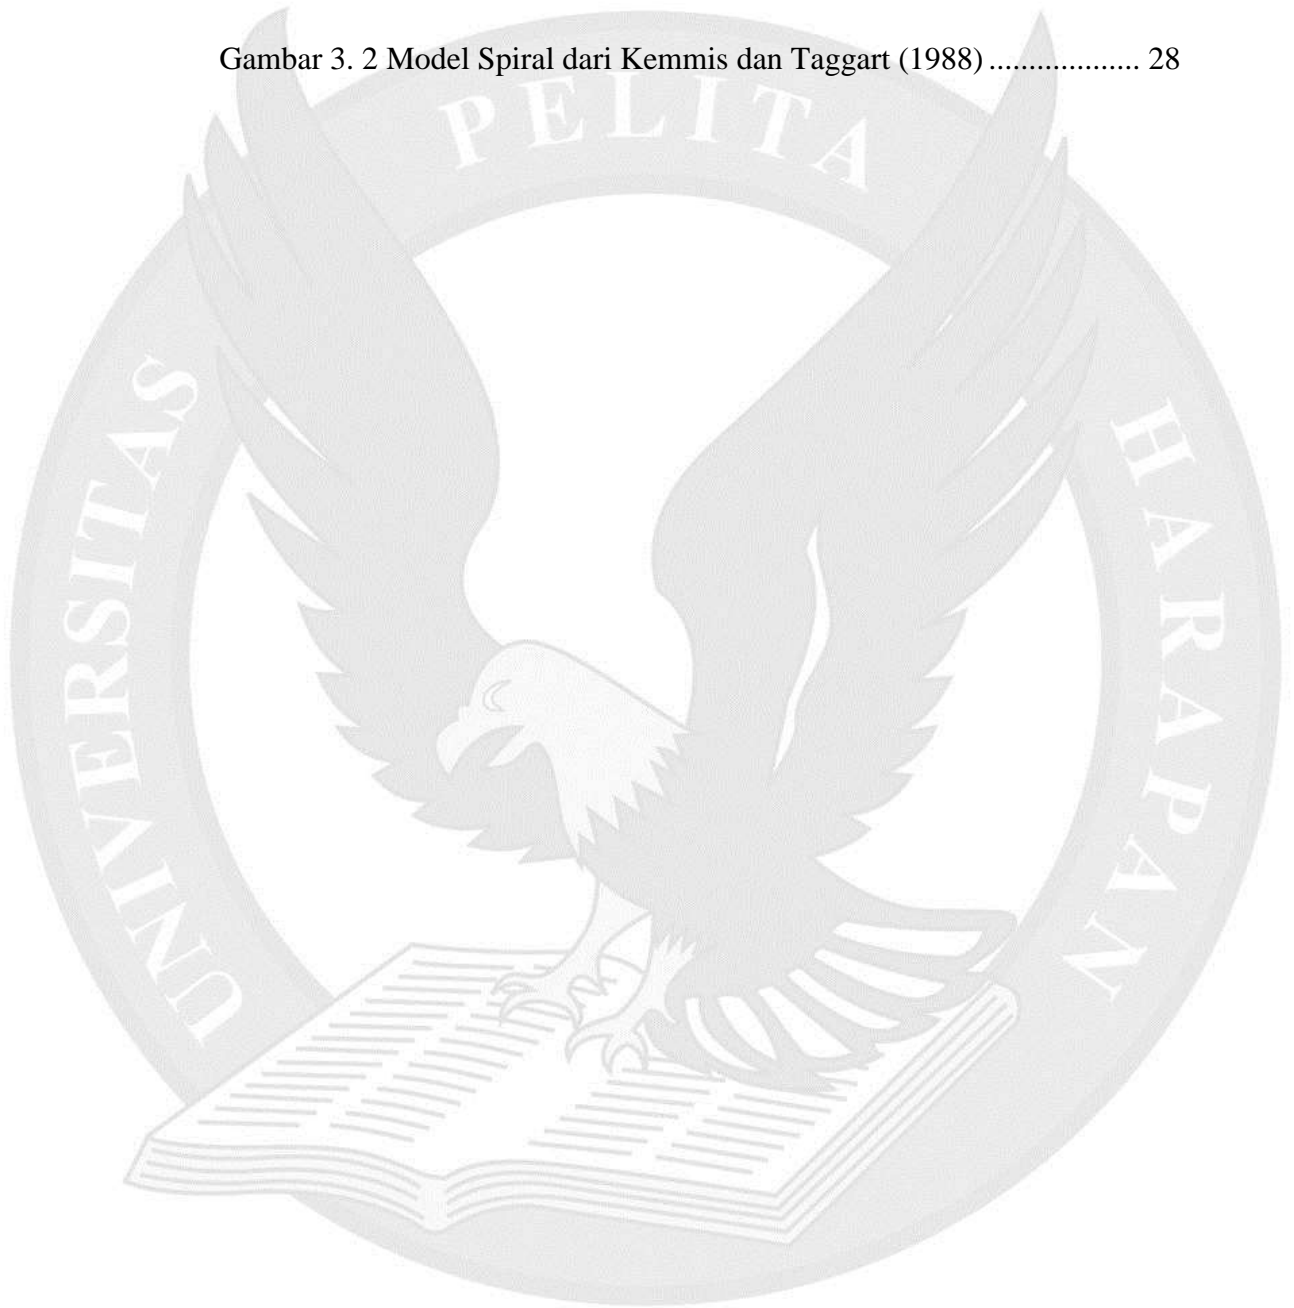 Gambar 3. 2 Model Spiral dari Kemmis dan Taggart (1988) ................... 28
UNIVERSITAS PELITA HARAPAN